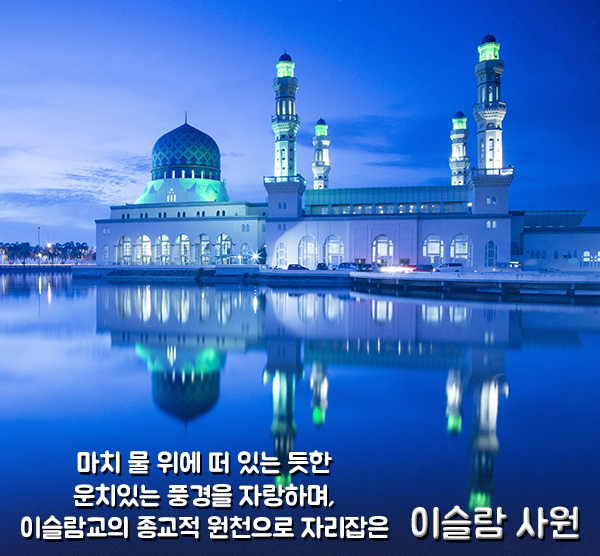 마치 물 위에 떠 있는 듯한
운치있는 풍경을 자랑하며,
이슬람교의 종교적 원천으로 자리잡은 이슬람 사원